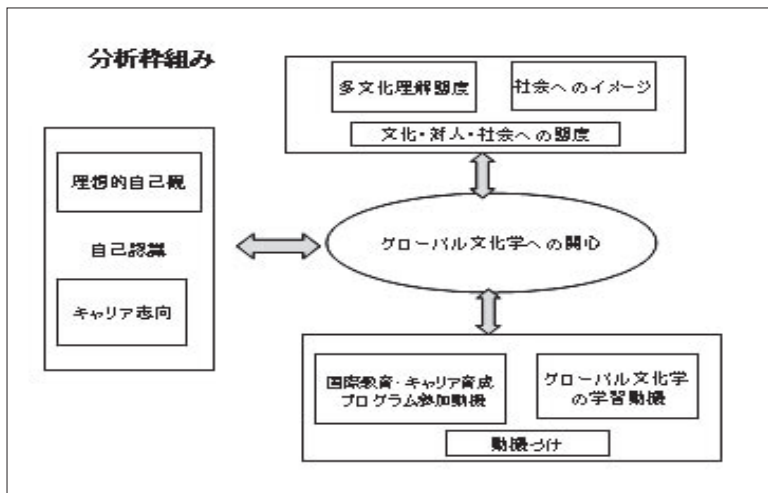 分析枠組み
多文化理解態度
社会へのイメージ
文化・対人・社会への態度
理想的自己観
自己認識
キャリア志向
グローバル文化学への関心
国際教育・キャリア育成
プログラム参加動機
グローバル文化学
の学習動機
動機づけ